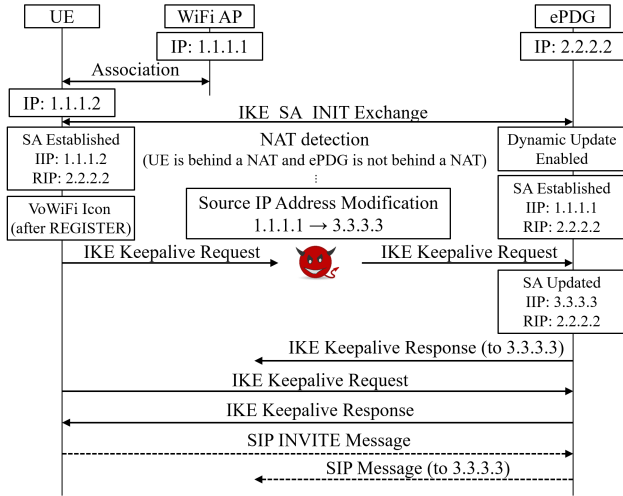 UE
WiFi AP
ePDG
IP: 1.1.1.1
IP: 2.2.2.2
Association
IP: 1.1.1.2
IKE_SA_INIT Exchange
SA Established
IIP: 1.1.1.2
RIP: 2.2.2.2
NAT detection
(UE is behind a NAT and ePDG is not behind a NAT)
⋮
Dynamic Update
Enabled
SA Established
IIP: 1.1.1.1
RIP: 2.2.2.2
VoWiFi Icon
(after REGISTER)
Source IP Address Modification
1.1.1.1 → 3.3.3.3
IKE Keepalive Request
IKE Keepalive Request
SA Updated
IIP: 3.3.3.3
RIP: 2.2.2.2
IKE Keepalive Response (to 3.3.3.3)
IKE Keepalive Request
IKE Keepalive Response
SIP INVITE Message
SIP Message (to 3.3.3.3)